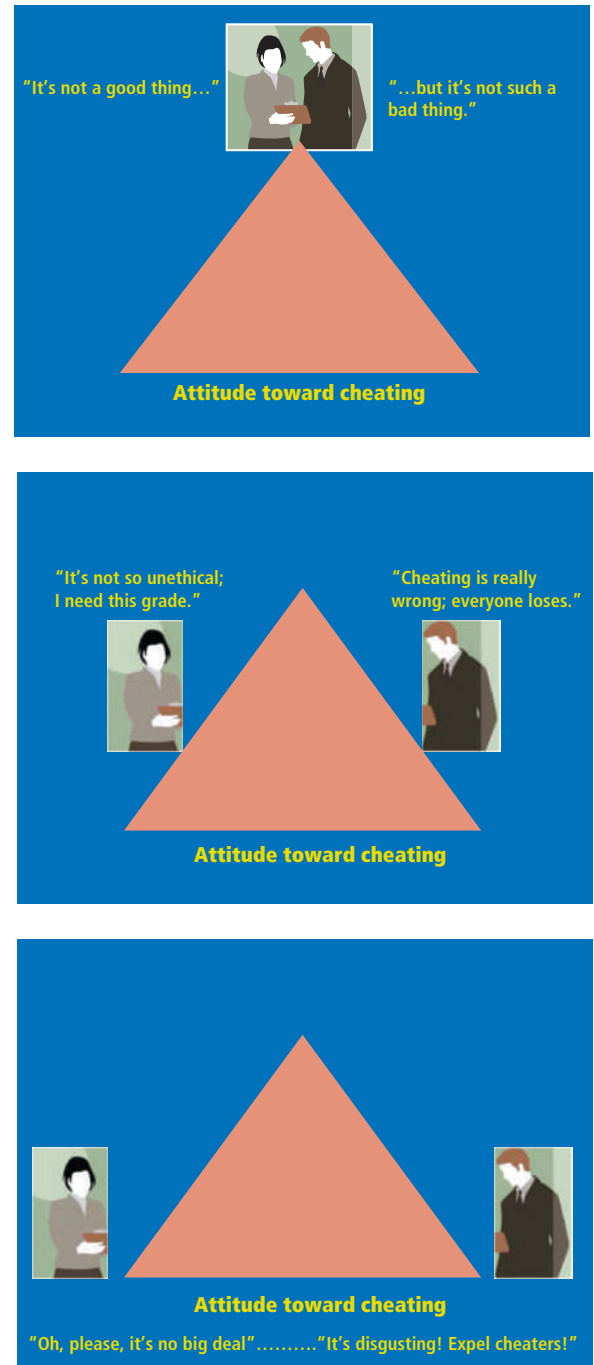 “It’s not a good thing…”
“…but it’s not such a
bad thing.”
Attitude toward cheating
“It’s not so unethical;
I need this grade.”
“Cheating is really
wrong; everyone loses.”
Attitude toward cheating
Attitude toward cheating
“Oh, please, it’s no big deal”..........“It’s disgusting! Expel cheaters!”